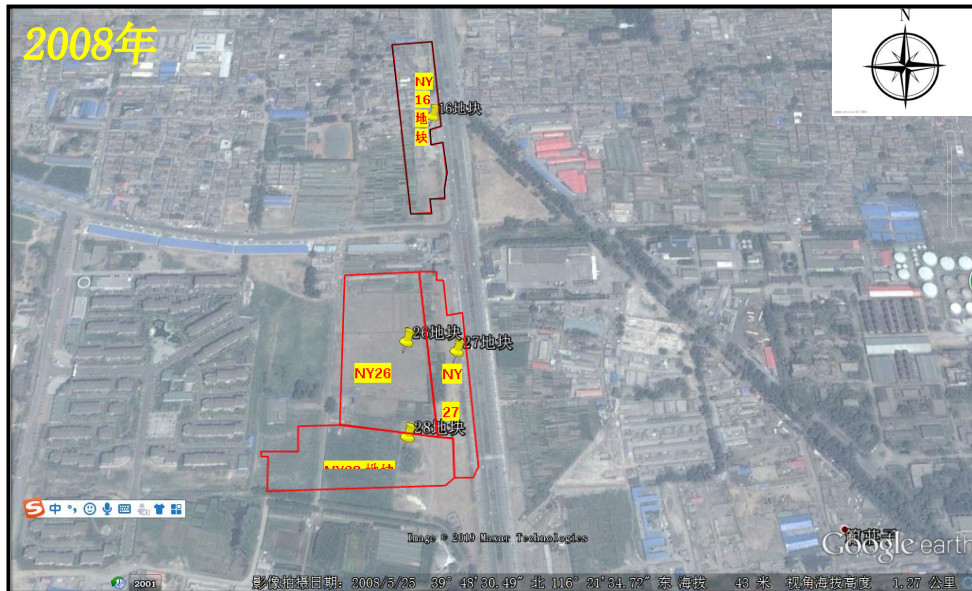 2008年
N
NY
16
地
块
16地块
26地块
27地块
NY26
NY
27
28地块
Image © 2019 Maxar Technologies
中
Google earth
2001
影像拍摄日期: 2008/5/25 39° 48'30.49" 北 116° 21'34.72" 东 海拔 43 米 视角海拔高度 1.27 公里